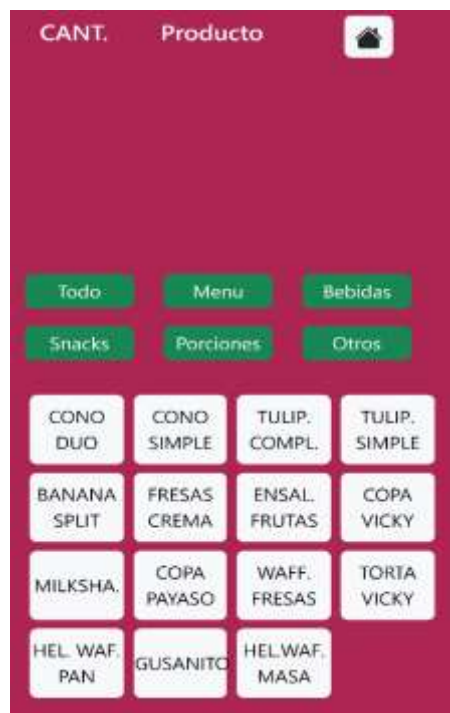 CANT. Producto
Todo Menu Bebidas
Snacks Porciones Otros
CONO CONO TULIP. TULIP.
DUO SIMPLE COMPL. SIMPLE
BANANA FRESAS ENSAL. COPA
SPLIT CREMA FRUTAS VICKY
MILKSHA. COPA PAYASO WAFF. FRESAS TORTA VICKY
HEL. WAF. PAN GUSANITO HEL.WAF. MASA